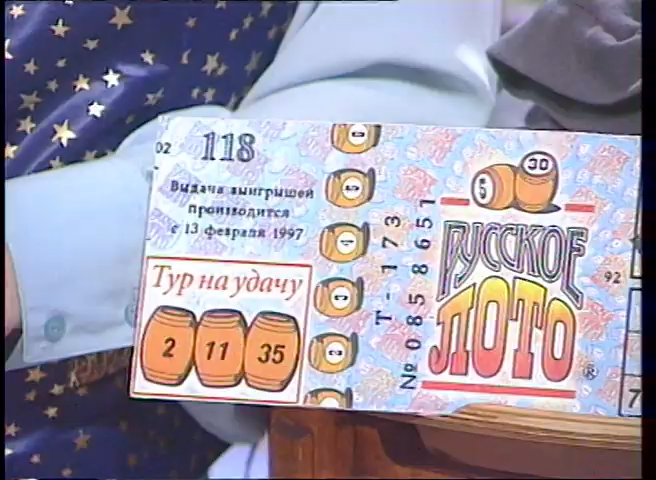 02
118
Выдача выигрышей
производится
с 13 февраля 1997
Тур на удачу
2 11 35
Т - 173
№ 0858651
30
РУССКОЕ
ЛОТО
®
92
7